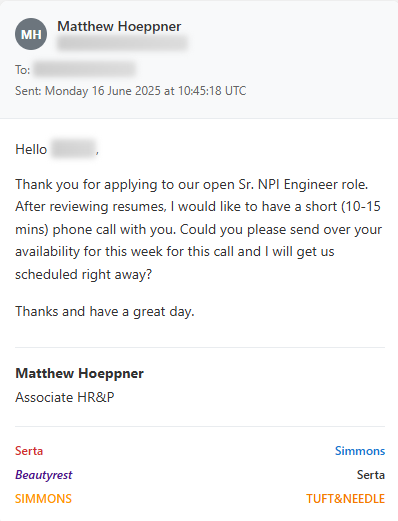 MH
Matthew Hoeppner
To:
Sent: Monday 16 June 2025 at 10:45:18 UTC
Hello ,
Thank you for applying to our open Sr. NPI Engineer role.
After reviewing resumes, I would like to have a short (10-15
mins) phone call with you. Could you please send over your
availability for this week for this call and I will get us
scheduled right away?
Thanks and have a great day.
Matthew Hoeppner
Associate HR&P
Serta Simmons
Beautyrest Serta
SIMMONS TUFT&NEEDLE